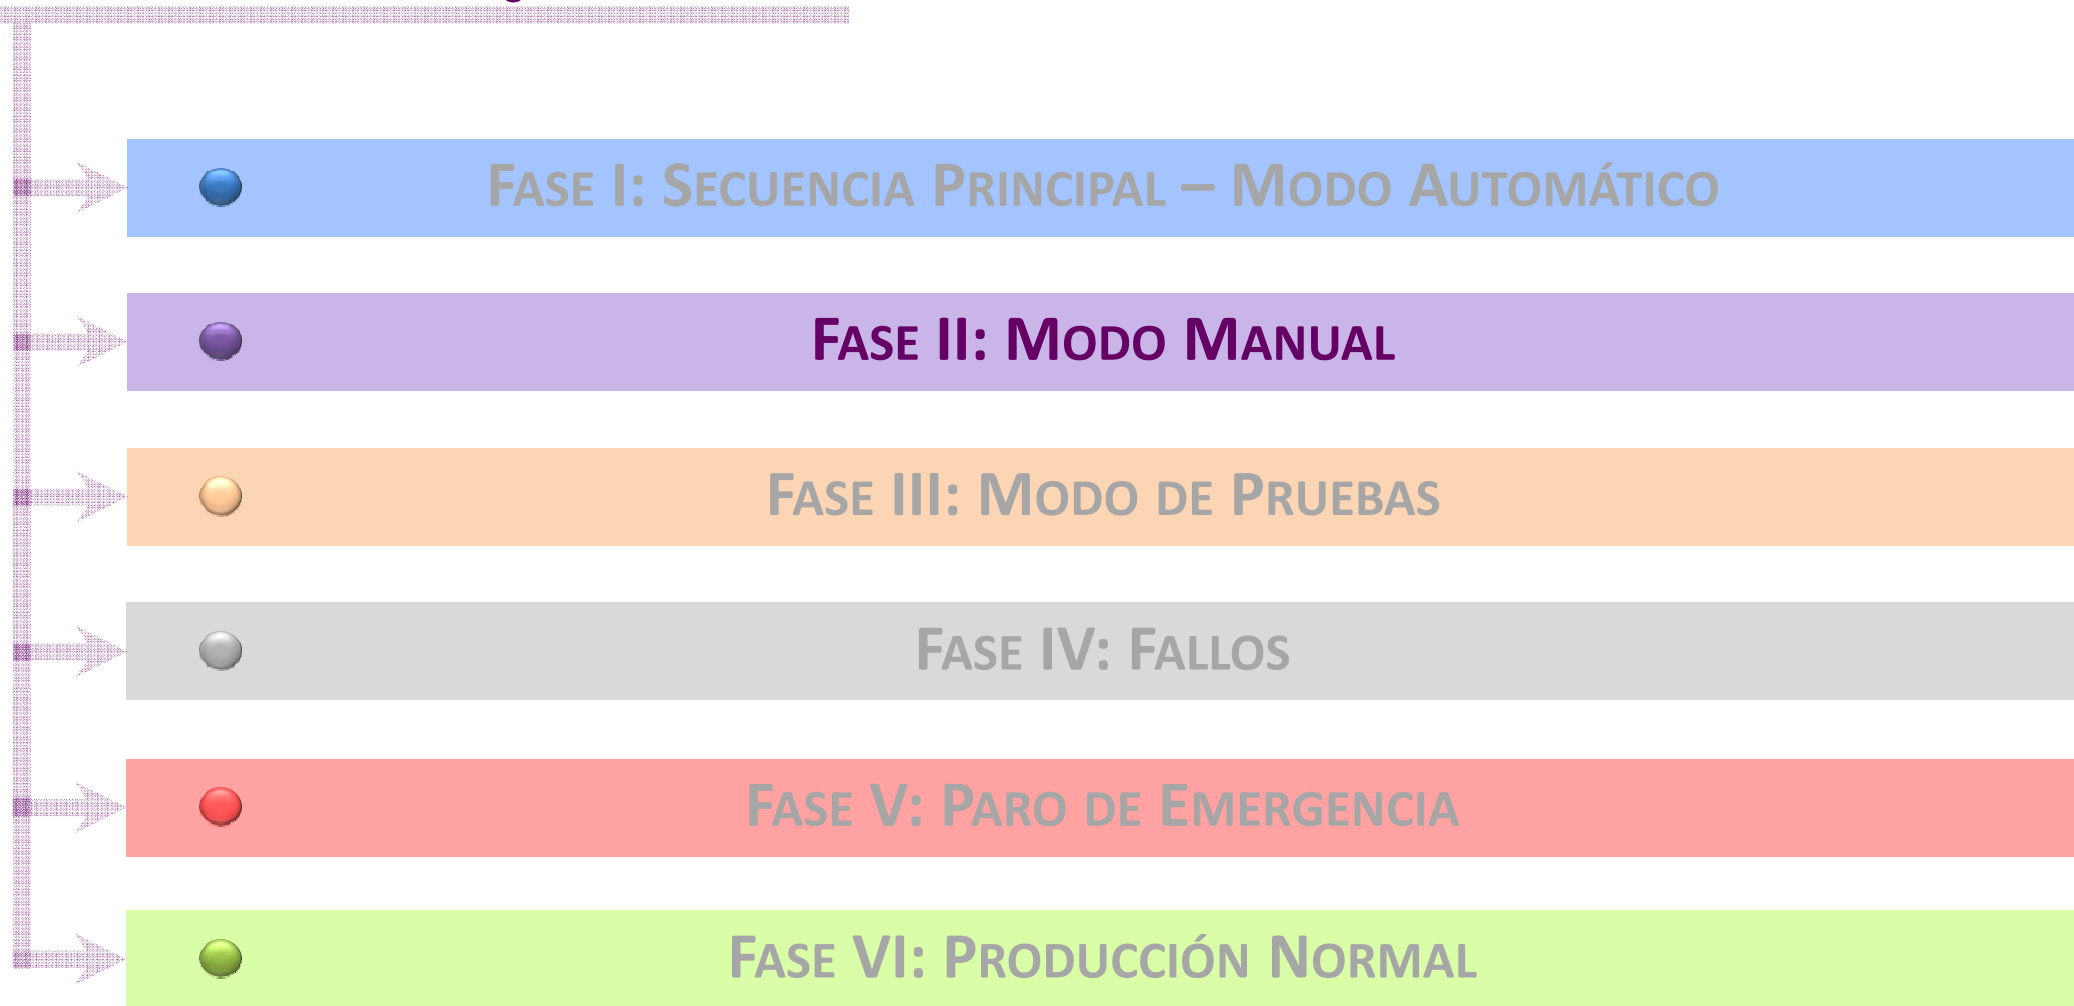 Fase I: Secuencia Principal – Modo Automático
Fase II: Modo Manual
Fase III: Modo de Pruebas
Fase IV: Fallos
Fase V: Paro de Emergencia
Fase VI: Producción Normal